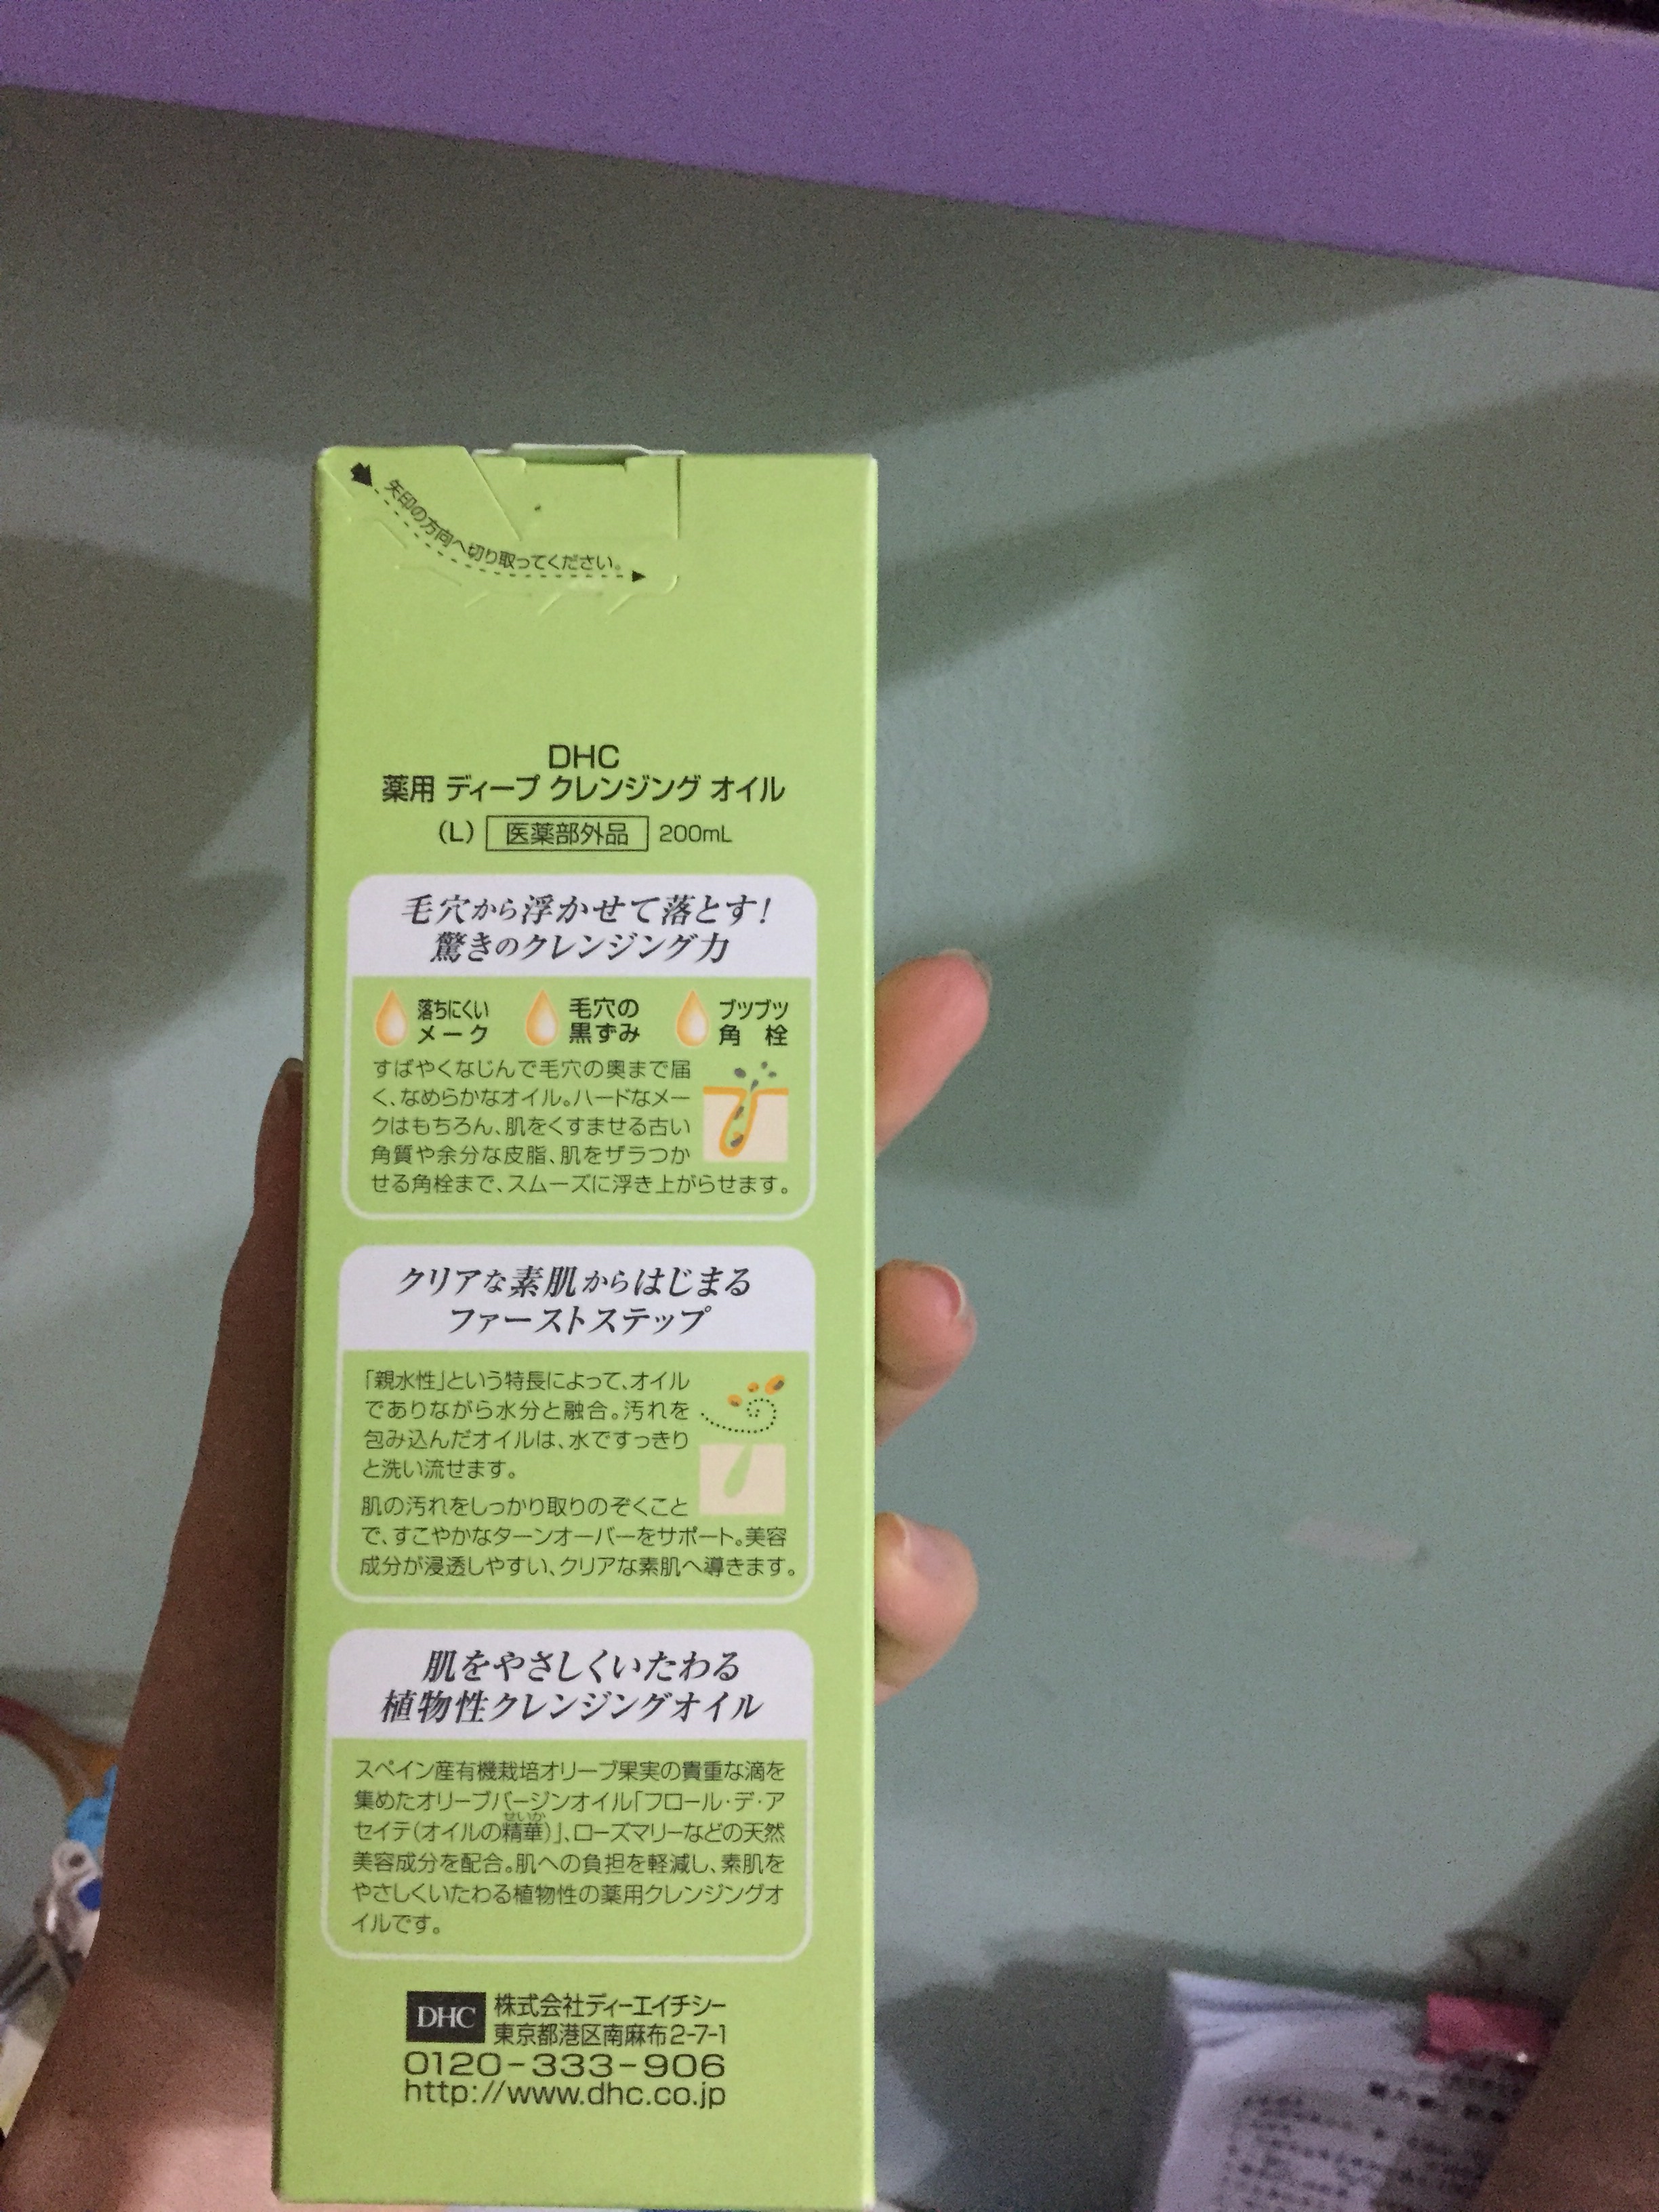 矢印の方向へ切り取ってください。
DHC
薬用 ディープ クレンジング オイル
(L) 医薬部外品 200mL
毛穴から浮かせて落とす!
驚きのクレンジング力
落ちにくい
メーク
毛穴の
黒ずみ
ブツブツ
角 栓
すばやくなじんで毛穴の奥まで届
く、なめらかなオイル。ハードなメー
クはもちろん、肌をくすませる古い
角質や余分な皮脂、肌をザラつか
せる角栓まで、スムーズに浮き上がらせます。
クリアな素肌からはじまる
ファーストステップ
「親水性」という特長によって、オイル
でありながら水分と融合。汚れを
包み込んだオイルは、水ですっきり
と洗い流せます。
肌の汚れをしっかり取りのぞくこと
で、すこやかなターンオーバーをサポート。美容
成分が浸透しやすい、クリアな素肌へ導きます。
肌をやさしくいたわる
植物性クレンジングオイル
スペイン産有機栽培オリーブ果実の貴重な滴を
集めたオリーブバージンオイル「フロール・デ・ア
せいか
セイテ(オイルの精華)」、ローズマリーなどの天然
美容成分を配合。肌への負担を軽減し、素肌を
やさしくいたわる植物性の薬用クレンジングオ
イルです。
DHC 株式会社ディーエイチシー
東京都港区南麻布2-7-1
0120-333-906
http://www.dhc.co.jp